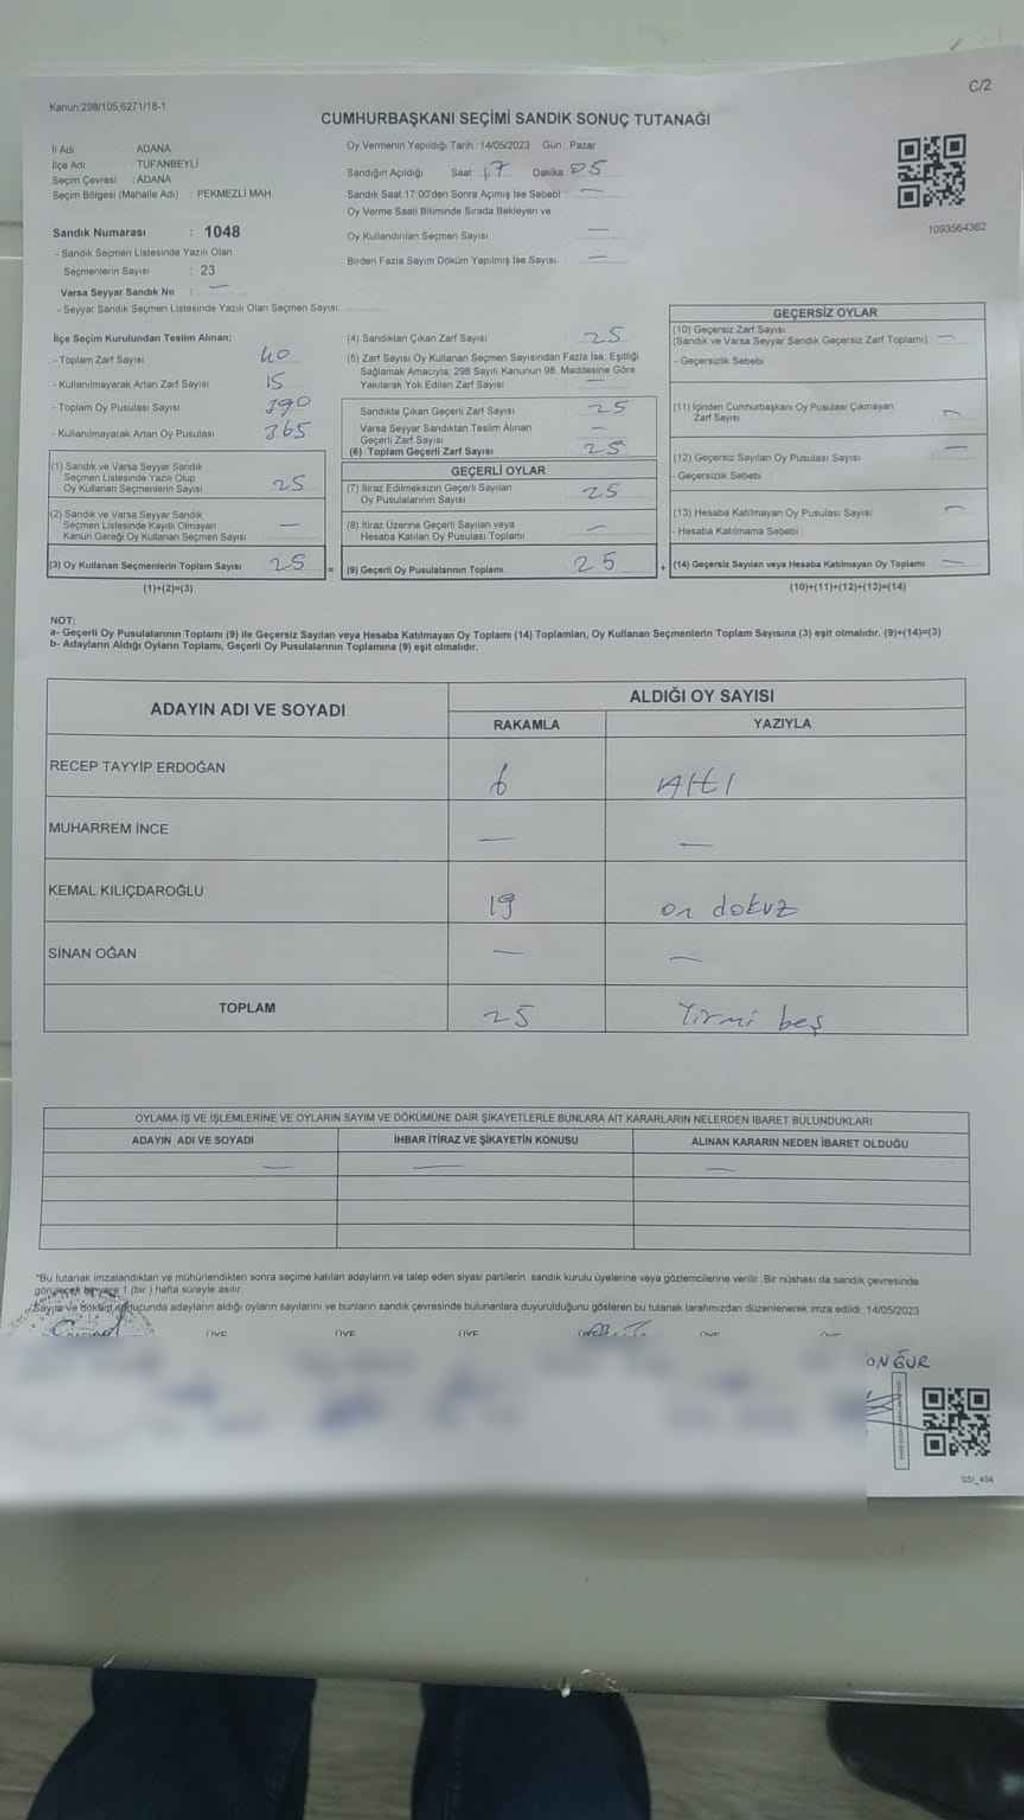 C/2
Kanun:298/105,6271/18-1
CUMHURBAŞKANI SEÇİMİ SANDIK SONUÇ TUTANAĞI
İl Adı ADANA
İlçe Adı : TUFANBEYLİ
Seçim Çevresi : ADANA
Seçim Bölgesi (Mahalle Adı) : PEKMEZLİ MAH.
Sandık Numarası : 1048
- Sandık Seçmen Listesinde Yazılı Olan
Seçmenlerin Sayısı : 23
Varsa Seyyar Sandık No : —
- Seyyar Sandık Seçmen Listesinde Yazılı Olan Seçmen Sayısı:
Oy Vermenin Yapıldığı Tarih : 14/05/2023 Gün : Pazar
Sandığın Açıldığı Saat : 17 Dakika : 05
Sandık Saat 17:00'den Sonra Açımış İse Sebebi : —
Oy Verme Saati Bitiminde Sırada Bekleyen ve
Oy Kullandırılan Seçmen Sayısı —
Birden Fazla Sayım Döküm Yapılmış İse Sayısı —
1093564362
İlçe Seçim Kurulundan Teslim Alınan:
- Toplam Zarf Sayısı 40
- Kullanılmayarak Artan Zarf Sayısı 15
- Toplam Oy Pusulası Sayısı 390
- Kullanılmayarak Artan Oy Pusulası 365
(1) Sandık ve Varsa Seyyar Sandık
Seçmen Listesinde Yazılı Olup
Oy Kullanan Seçmenlerin Sayısı 25
(2) Sandık ve Varsa Seyyar Sandık
Seçmen Listesinde Kayıtlı Olmayan
Kanun Gereği Oy Kullanan Seçmen Sayısı —
(3) Oy Kullanan Seçmenlerin Toplam Sayısı 25
(1)+(2)=(3)
=
(4) Sandıktan Çıkan Zarf Sayısı 25
(5) Zarf Sayısı Oy Kullanan Seçmen Sayısından Fazla İse, Eşitliği
Sağlamak Amacıyla, 298 Sayılı Kanunun 98. Maddesine Göre
Yakılarak Yok Edilen Zarf Sayısı —
Sandıkta Çıkan Geçerli Zarf Sayısı 25
Varsa Seyyar Sandıktan Teslim Alınan
Geçerli Zarf Sayısı —
(6) Toplam Geçerli Zarf Sayısı 25
GEÇERLİ OYLAR
(7) İtiraz Edilmeksizin Geçerli Sayılan
Oy Pusulalarının Sayısı 25
(8) İtiraz Üzerine Geçerli Sayılan veya
Hesaba Katılan Oy Pusulası Toplamı —
(9) Geçerli Oy Pusulalarının Toplamı 25
+
GEÇERSİZ OYLAR
(10) Geçersiz Zarf Sayısı
(Sandık ve Varsa Seyyar Sandık Geçersiz Zarf Toplamı) —
- Geçersizlik Sebebi
(11) İçinden Cumhurbaşkanı Oy Pusulası Çıkmayan
Zarf Sayısı —
(12) Geçersiz Sayılan Oy Pusulası Sayısı —
- Geçersizlik Sebebi
(13) Hesaba Katılmayan Oy Pusulası Sayısı —
- Hesaba Katılmama Sebebi :
(14) Geçersiz Sayılan veya Hesaba Katılmayan Oy Toplamı —
(10)+(11)+(12)+(13)=(14)
NOT:
a- Geçerli Oy Pusulalarının Toplamı (9) ile Geçersiz Sayılan veya Hesaba Katılmayan Oy Toplamı (14) Toplamları, Oy Kullanan Seçmenlerin Toplam Sayısına (3) eşit olmalıdır. (9)+(14)=(3)
b- Adayların Aldığı Oyların Toplamı, Geçerli Oy Pusulalarının Toplamına (9) eşit olmalıdır.
ADAYIN ADI VE SOYADI ALDIĞI OY SAYISI
RAKAMLA YAZIYLA
RECEP TAYYİP ERDOĞAN 6 Altı
MUHARREM İNCE — —
KEMAL KILIÇDAROĞLU 19 on dokuz
SİNAN OĞAN — —
TOPLAM 25 Yirmi beş
OYLAMA İŞ VE İŞLEMLERİNE VE OYLARIN SAYIM VE DÖKÜMÜNE DAİR ŞİKAYETLERLE BUNLARA AİT KARARLARIN NELERDEN İBARET BULUNDUKLARI
ADAYIN ADI VE SOYADI İHBAR İTİRAZ VE ŞİKAYETİN KONUSU ALINAN KARARIN NEDEN İBARET OLDUĞU
— — —
"Bu tutanak imzalandıktan ve mühürlendikten sonra seçime katılan adayların ve talep eden siyasi partilerin sandık kurulu üyelerine veya gözlemcilerine verilir. Bir nüshası da sandık çevresinde
görülecek bir yere 1 (bir) hafta süreyle asılır.
Sayım ve döküm sonucunda adayların aldığı oyların sayılarını ve bunların sandık çevresinde bulunanlara duyurulduğunu gösteren bu tutanak tarafımızdan düzenlenerek imza edildi. 14/05/2023
ÜYE ÜYE ÜYE